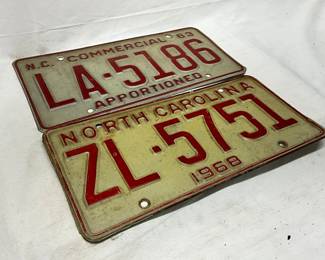 N.C. COMMERCIAL 83
LA-5186
APPORTIONED
NORTH CAROLINA
ZL-5751
1968